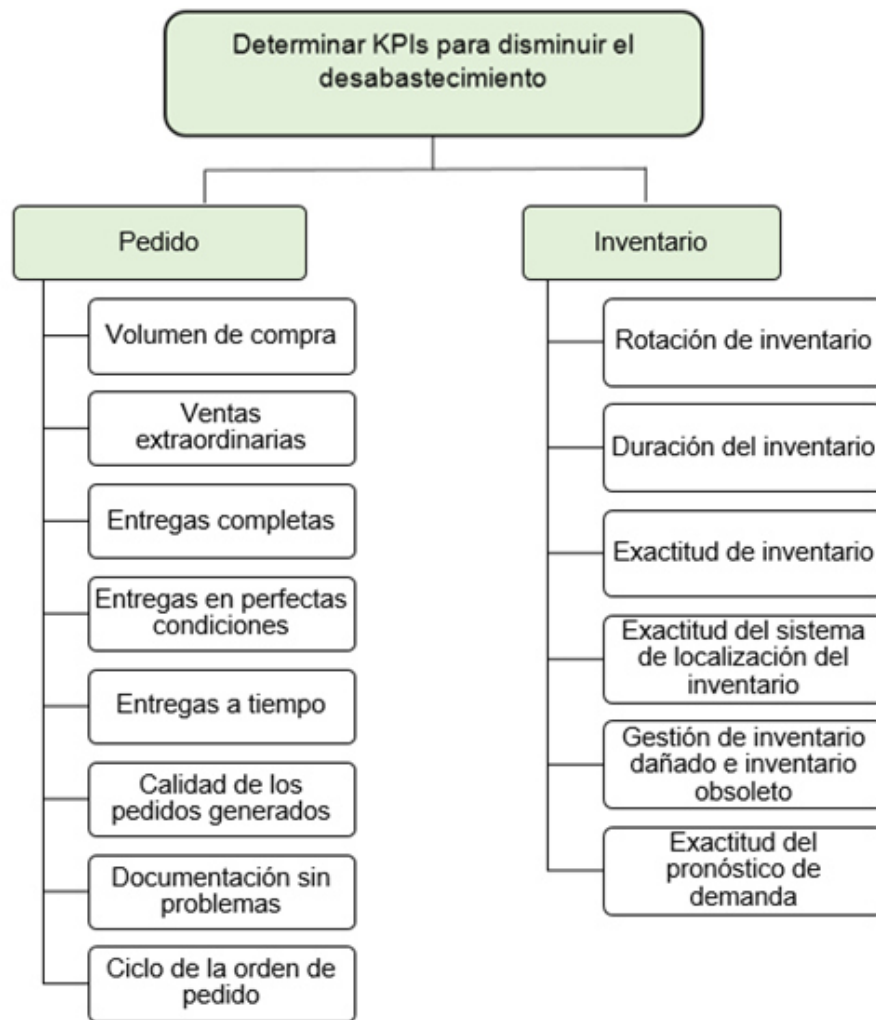 Determinar KPIs para disminuir el
desabastecimiento
Pedido
Volumen de compra
Ventas
extraordinarias
Entregas completas
Entregas en perfectas
condiciones
Entregas a tiempo
Calidad de los
pedidos generados
Documentación sin
problemas
Ciclo de la orden de
pedido
Inventario
Rotación de inventario
Duración del inventario
Exactitud de inventario
Exactitud del sistema
de localización del
inventario
Gestión de inventario
dañado e inventario
obsoleto
Exactitud del
pronóstico de
demanda